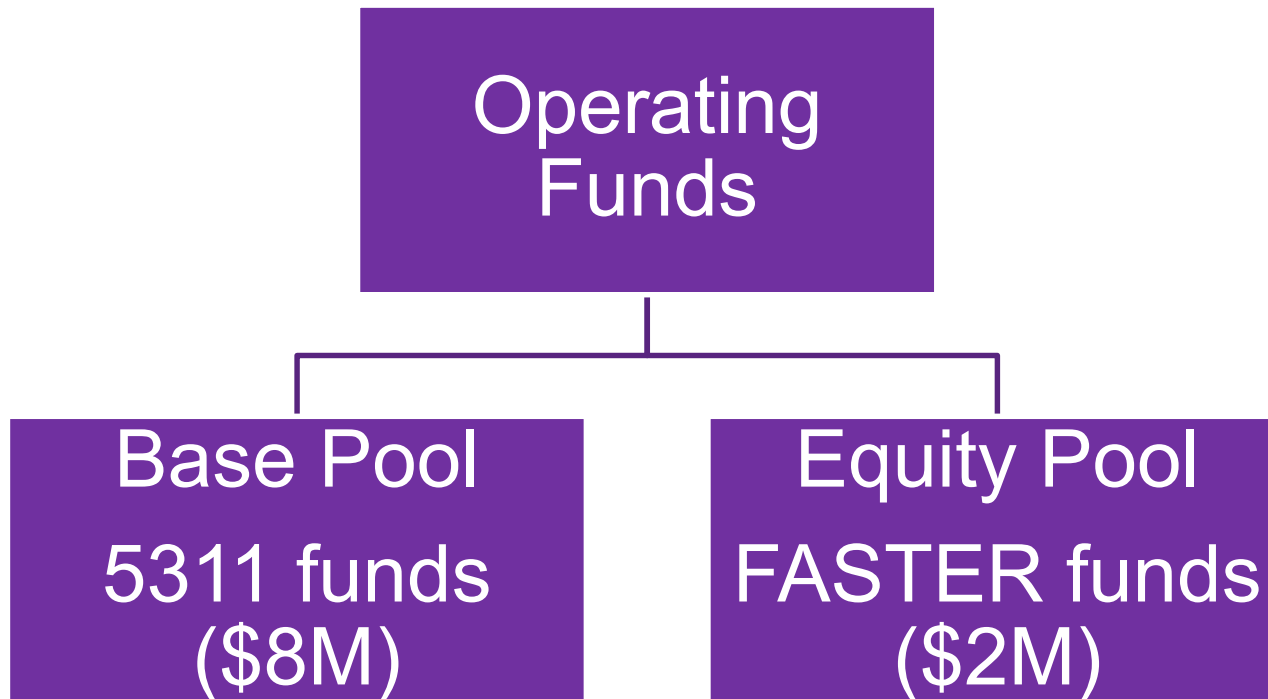 Operating
Funds
Base Pool
5311 funds
($8M)
Equity Pool
FASTER funds
($2M)